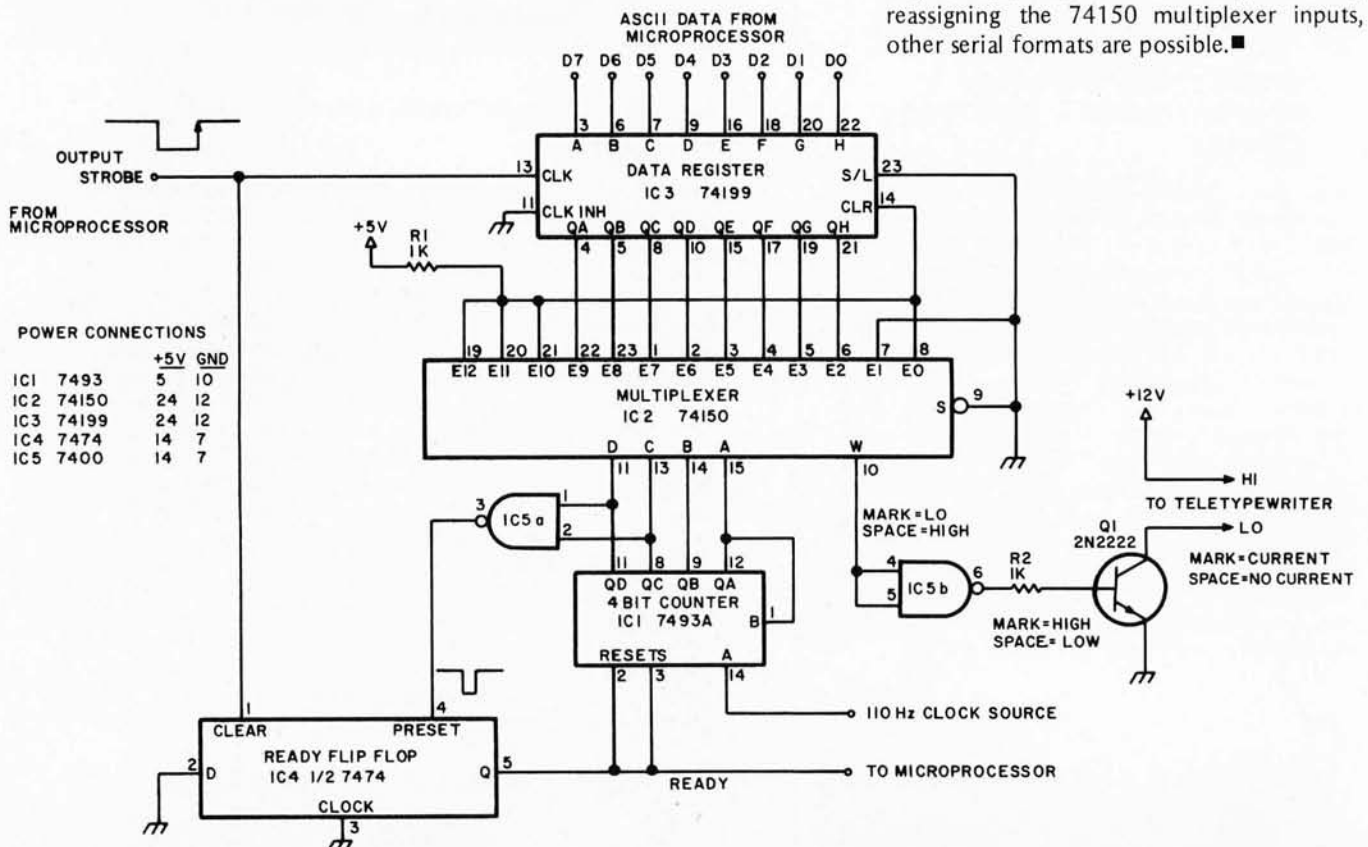 reassigning the 74150 multiplexer inputs,
other serial formats are possible.■
ASCII DATA FROM
MICROPROCESSOR
D7 D6 D5 D4 D3 D2 D1 D0
3 6 7 9 16 18 20 22
A B C D E F G H
OUTPUT
STROBE
FROM
MICROPROCESSOR
13 CLK
DATA REGISTER
IC3 74199
S/L 23
CLR 14
11 CLK INH
QA QB QC QD QE QF QG QH
4 5 8 10 15 17 19 21
+5V
R1
1K
POWER CONNECTIONS
+5V GND
IC1 7493 5 10
IC2 74150 24 12
IC3 74199 24 12
IC4 7474 14 7
IC5 7400 14 7
19 20 21 22 23 1 2 3 4 5 6 7 8
E12 E11 E10 E9 E8 E7 E6 E5 E4 E3 E2 E1 E0
MULTIPLEXER
IC2 74150
S 9
D C B A W
11 13 14 15 10
+12V
HI
TO TELETYPEWRITER
LO
MARK=CURRENT
SPACE=NO CURRENT
Q1
2N2222
3 IC5a 1
2
MARK=LO
SPACE=HIGH
4
5
IC5b 6
R2
1K
MARK=HIGH
SPACE=LOW
11 8 9 12
QD QC QB QA
4 BIT COUNTER
IC1 7493A
B 1
RESETS A
2 3 14
110 Hz CLOCK SOURCE
1 4
CLEAR PRESET
2 D
READY FLIP FLOP
IC4 1/2 7474
Q 5
READY
TO MICROPROCESSOR
CLOCK
3